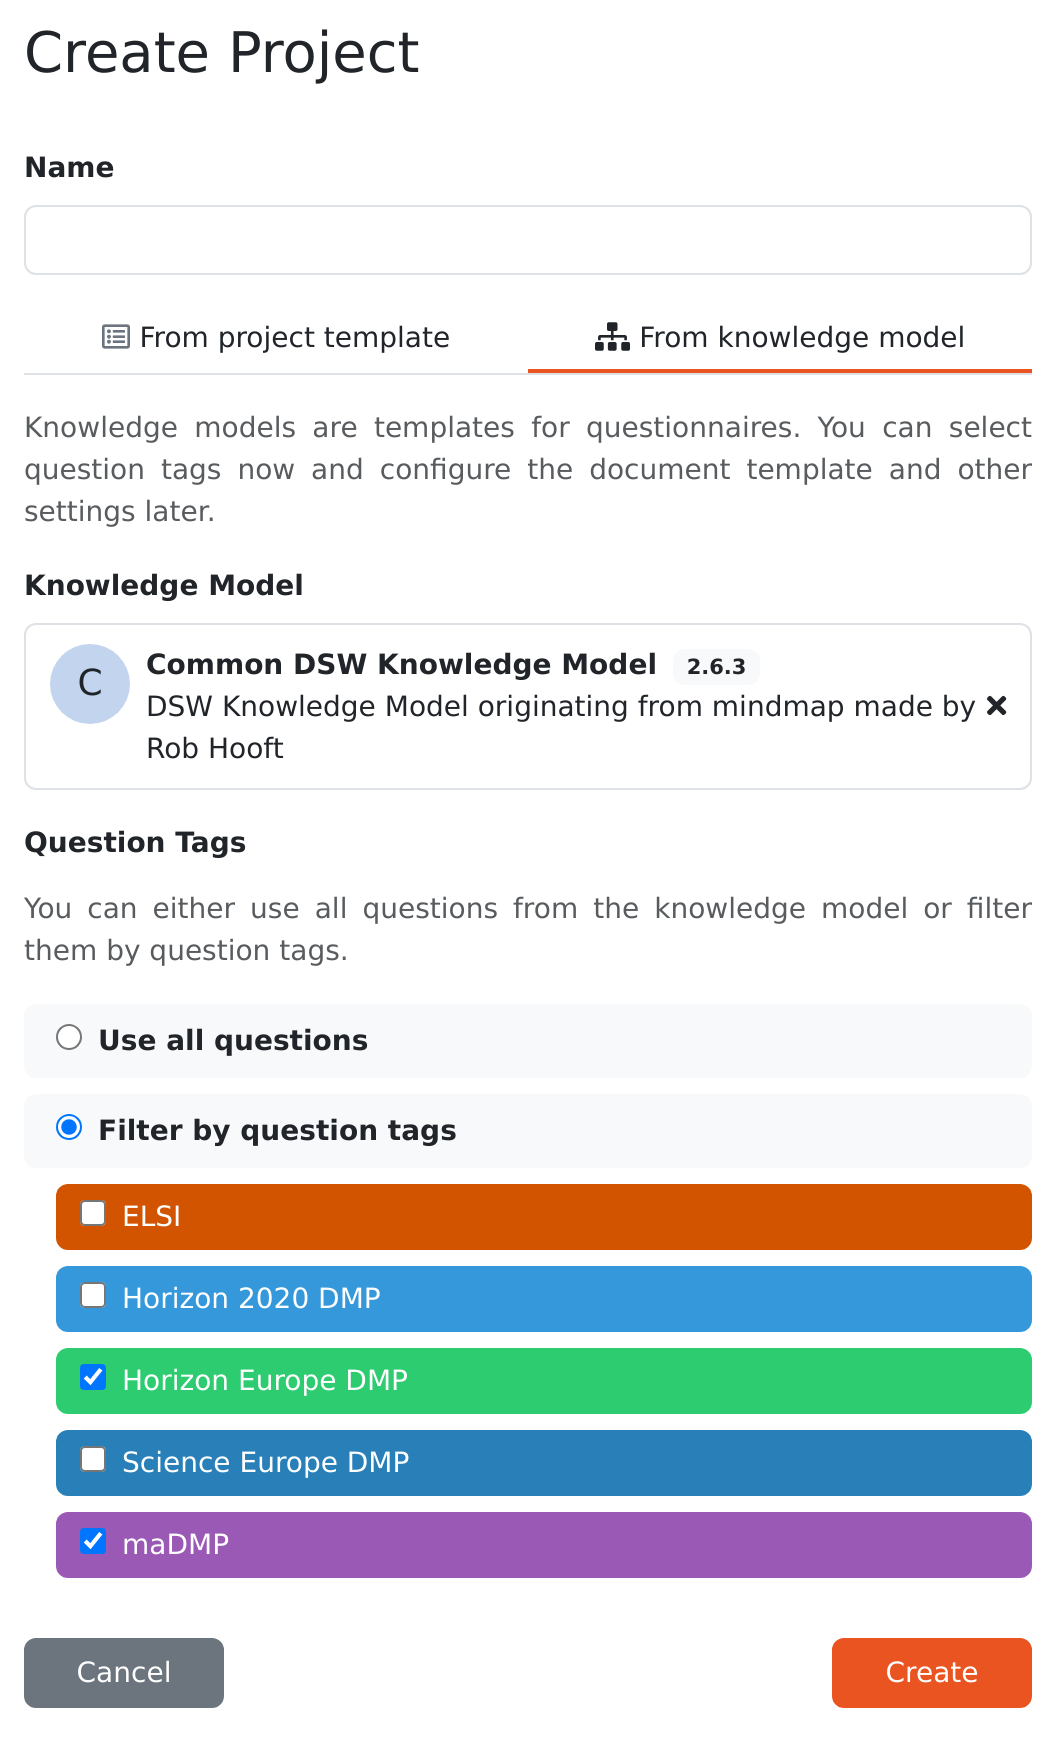 Create Project
Name
From project template
From knowledge model
Knowledge models are templates for questionnaires. You can select
question tags now and configure the document template and other
settings later.
Knowledge Model
C
Common DSW Knowledge Model 2.6.3
DSW Knowledge Model originating from mindmap made by
Rob Hooft
Question Tags
You can either use all questions from the knowledge model or filter
them by question tags.
Use all questions
Filter by question tags
ELSI
Horizon 2020 DMP
Horizon Europe DMP
Science Europe DMP
maDMP
Cancel
Create